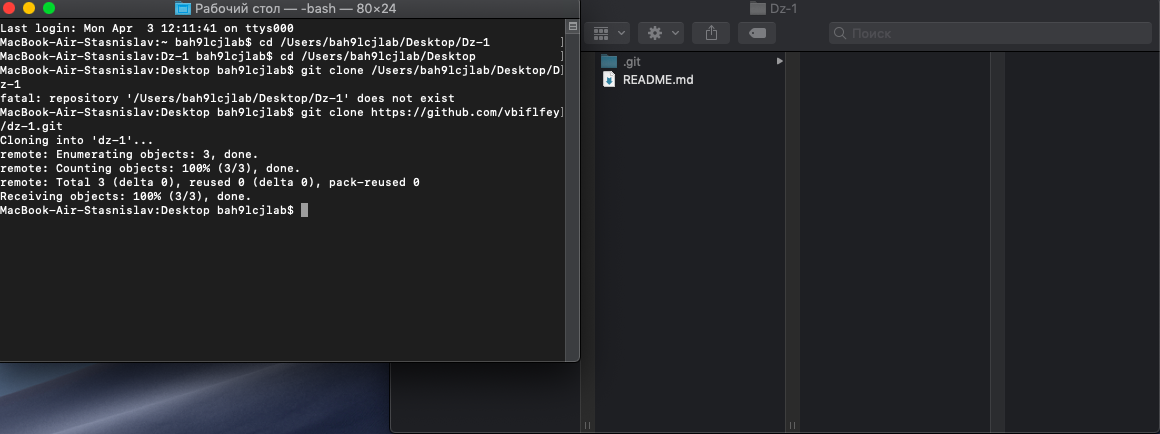 Рабочий стол — -bash — 80×24
Last login: Mon Apr  3 12:11:41 on ttys000
MacBook-Air-Stasnislav:~ bah9lcjlab$ cd /Users/bah9lcjlab/Desktop/Dz-1
MacBook-Air-Stasnislav:Dz-1 bah9lcjlab$ cd /Users/bah9lcjlab/Desktop
MacBook-Air-Stasnislav:Desktop bah9lcjlab$ git clone /Users/bah9lcjlab/Desktop/D
z-1
fatal: repository '/Users/bah9lcjlab/Desktop/Dz-1' does not exist
MacBook-Air-Stasnislav:Desktop bah9lcjlab$ git clone https://github.com/vbiflfey
/dz-1.git
Cloning into 'dz-1'...
remote: Enumerating objects: 3, done.
remote: Counting objects: 100% (3/3), done.
remote: Total 3 (delta 0), reused 0 (delta 0), pack-reused 0
Receiving objects: 100% (3/3), done.
MacBook-Air-Stasnislav:Desktop bah9lcjlab$
Dz-1
Поиск
.git
README.md